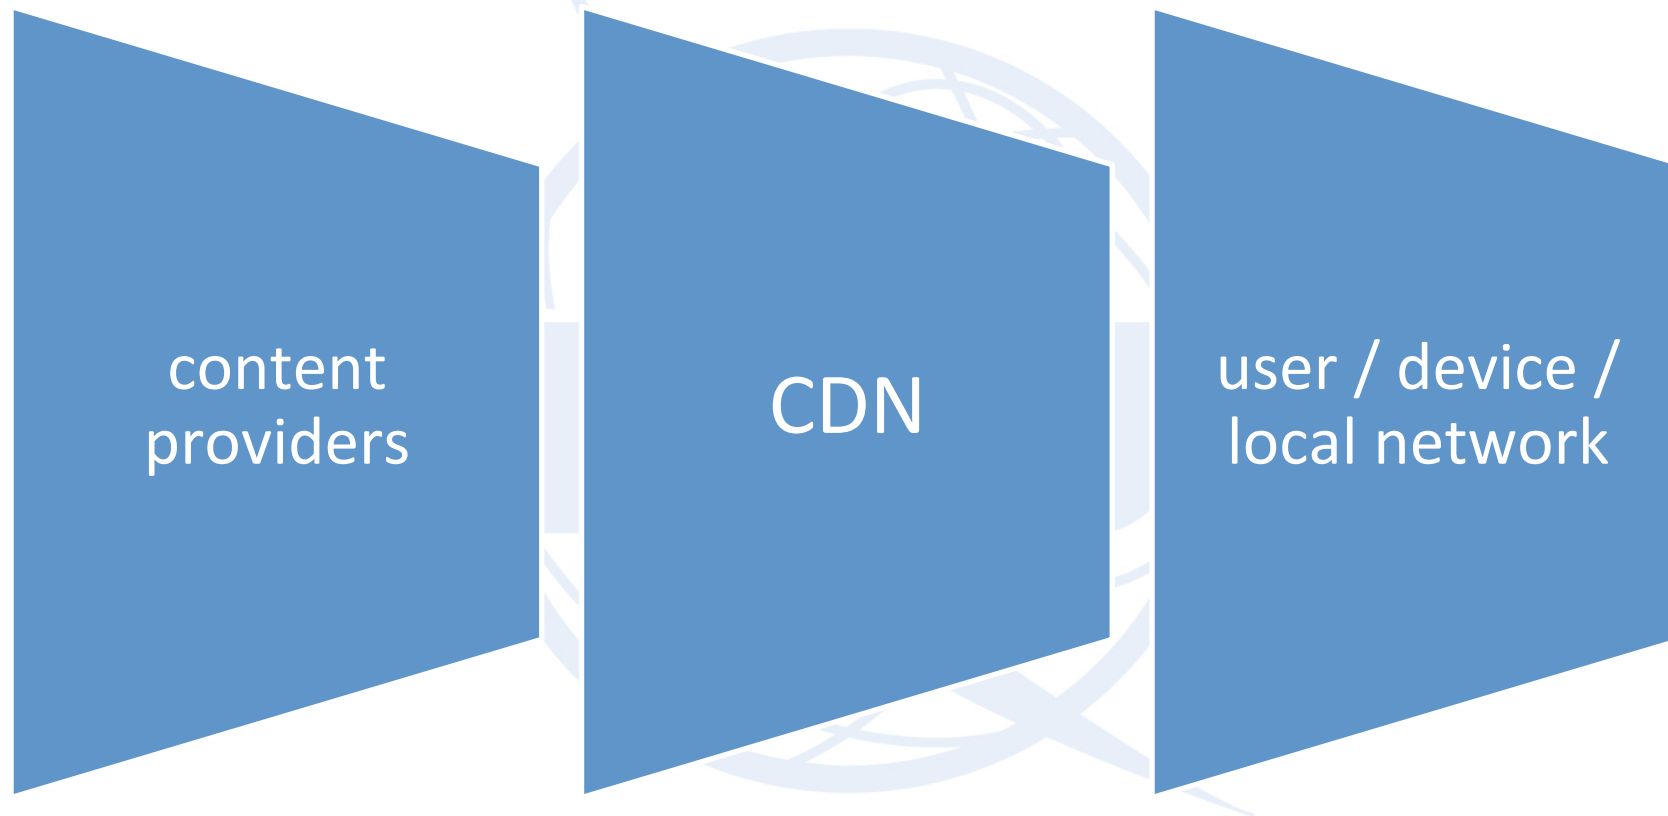 content
providers
CDN
user / device /
local network